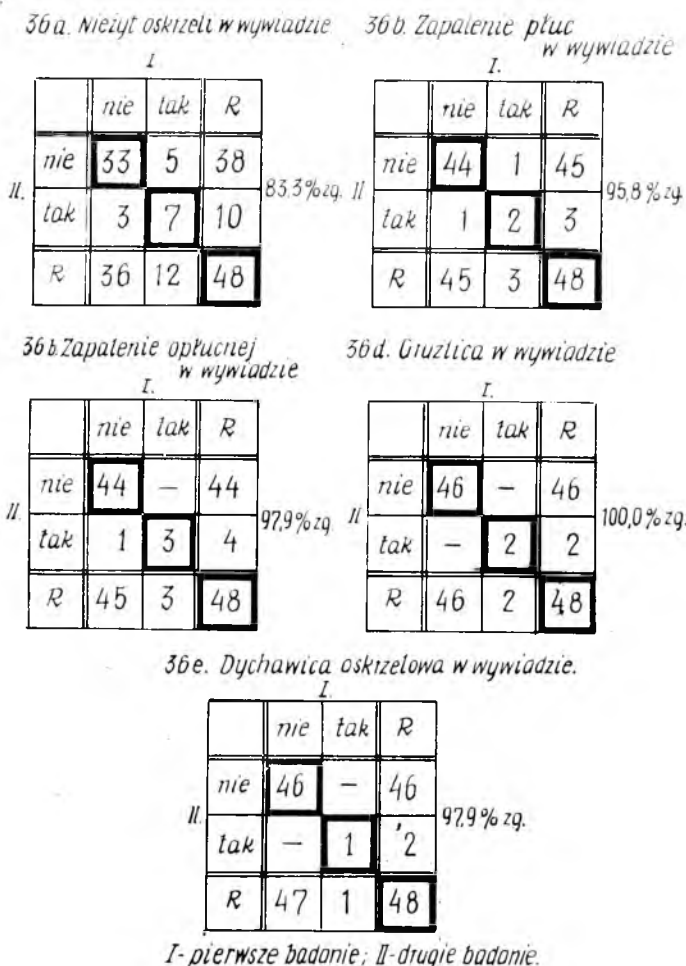 36a. Nieżyt oskrzeli w wywiadzie
I.
nie tak R
II. nie 33 5 38
tak 3 7 10
R 36 12 48
83,3% zg.
36b. Zapalenie płuc
w wywiadzie
I.
nie tak R
II nie 44 1 45
tak 1 2 3
R 45 3 48
95,8% zg.
36b. Zapalenie opłucnej
w wywiadzie
I.
nie tak R
II. nie 44 – 44
tak 1 3 4
R 45 3 48
97,9% zg.
36d. Gruźlica w wywiadzie
I.
nie tak R
II nie 46 – 46
tak – 2 2
R 46 2 48
100,0% zg.
36e. Dychawica oskrzelowa w wywiadzie.
I.
nie tak R
II. nie 46 – 46
tak – 1 2
R 47 1 48
97,9% zg.
I - pierwsze badanie; II - drugie badanie.